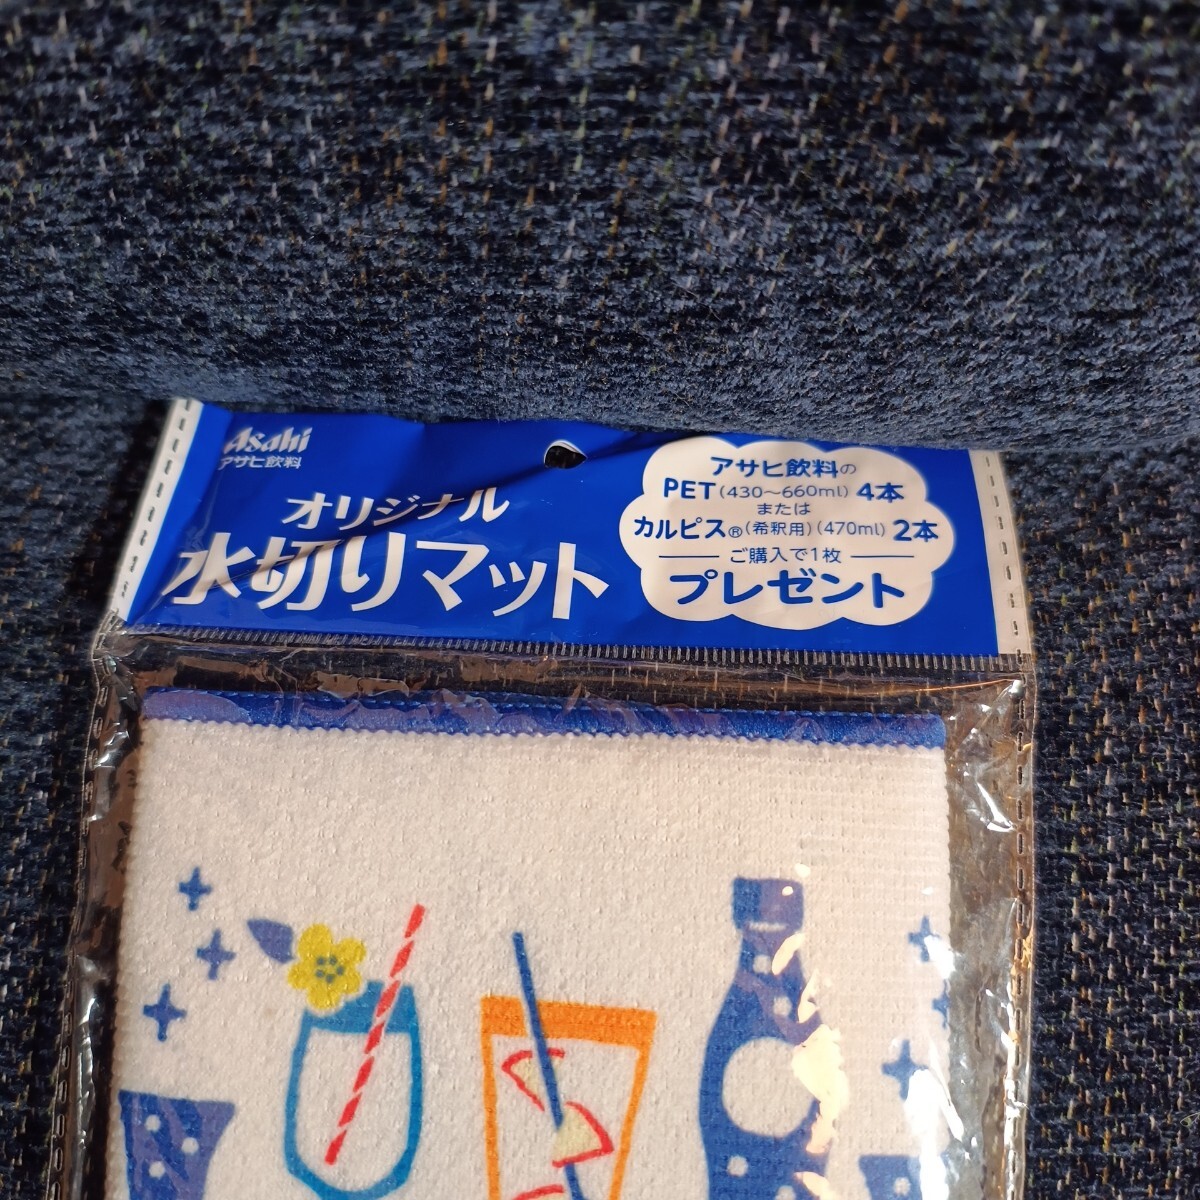 Asahi
アサヒ飲料
オリジナル
水切りマット
アサヒ飲料の
PET(430～660ml) 4本
または
カルピス®(希釈用)(470ml) 2本
ご購入で1枚
プレゼント